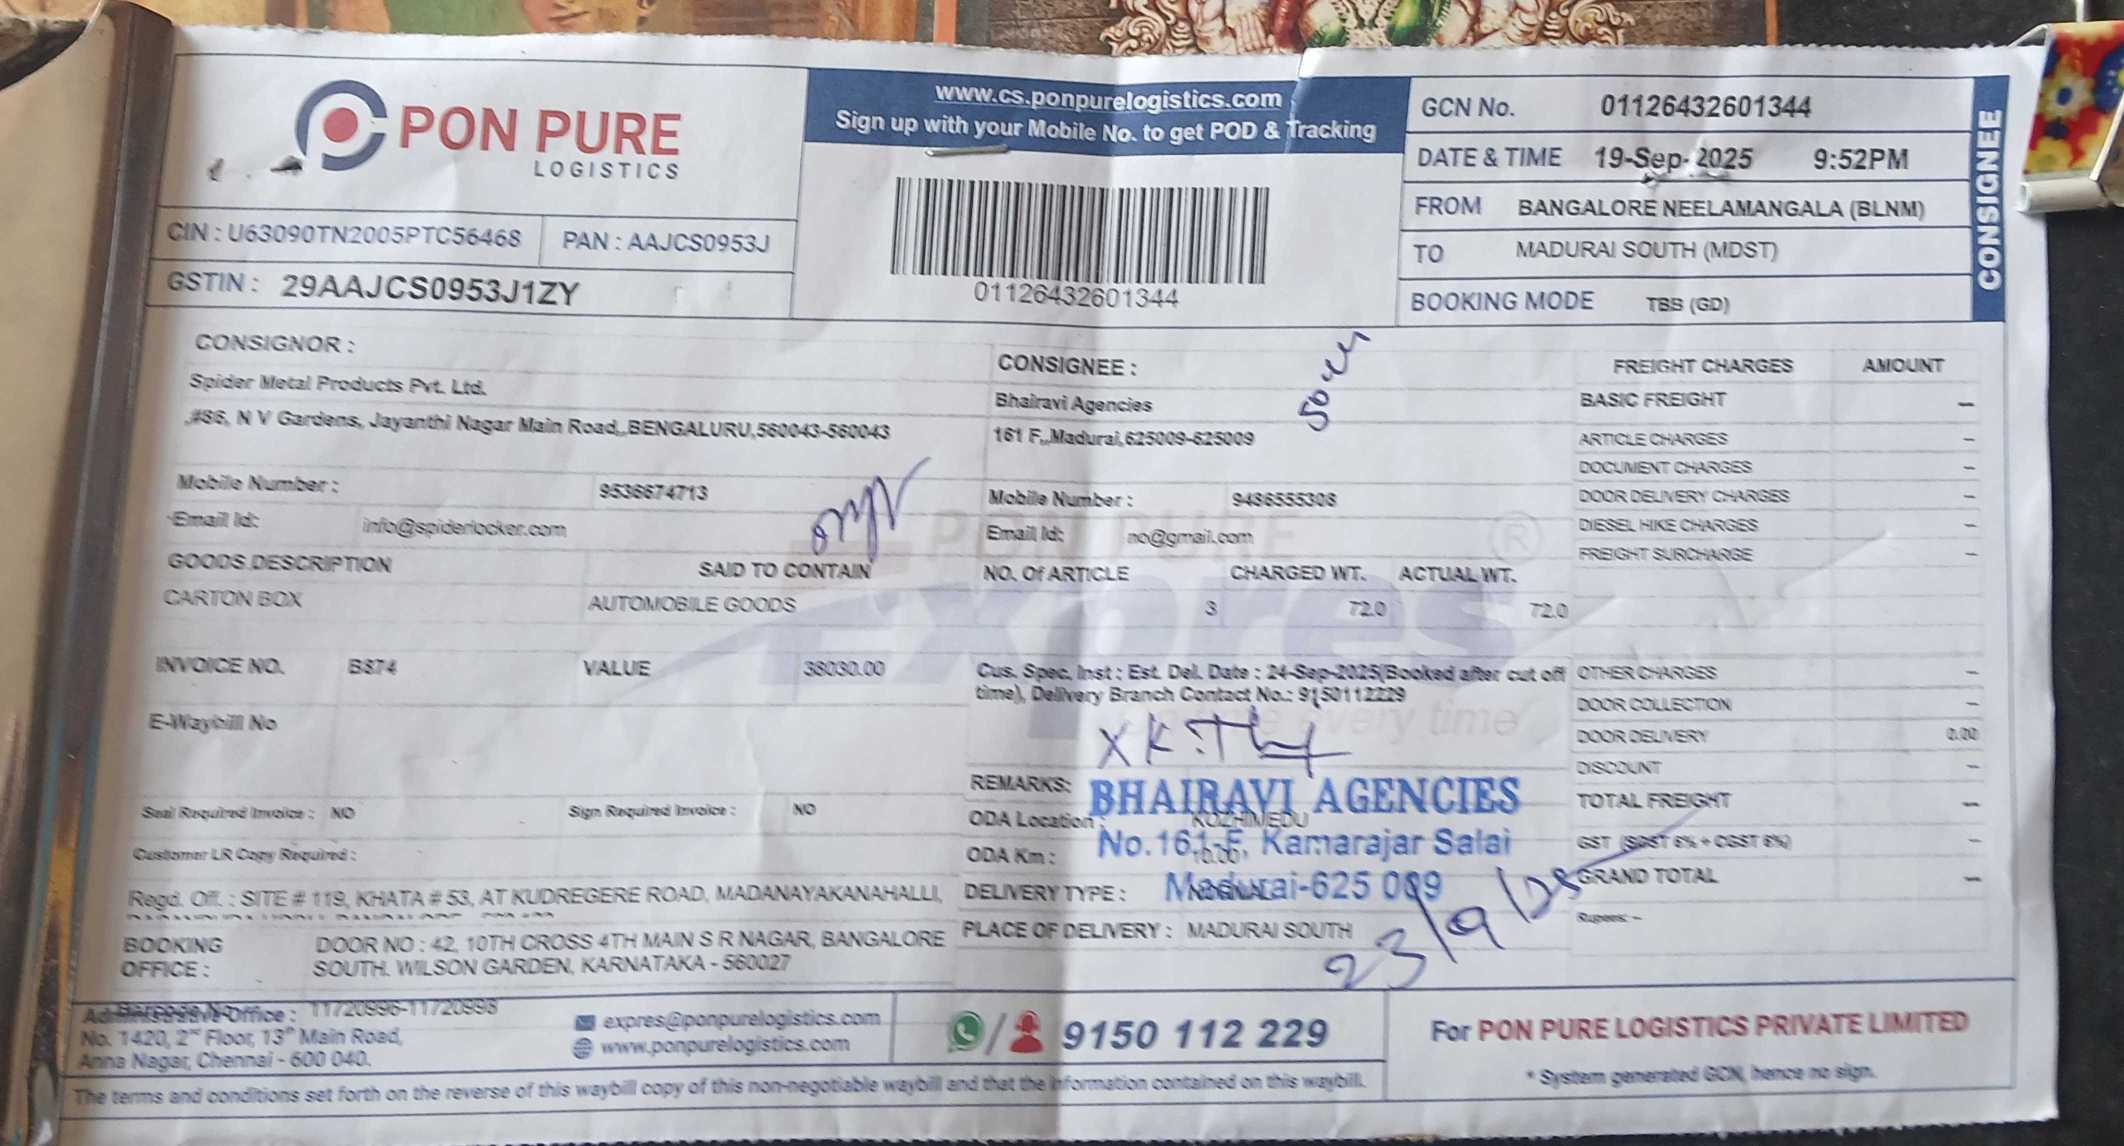 PON PURE
LOGISTICS
www.cs.ponpurelogistics.com
Sign up with your Mobile No. to get POD & Tracking
01126432601344
CIN : U63090TN2005PTC56468 PAN : AAJCS0953J
GSTIN : 29AAJCS0953J1ZY
GCN No. 01126432601344
DATE & TIME 19-Sep-2025 9:52PM
FROM BANGALORE NEELAMANGALA (BLNM)
TO MADURAI SOUTH (MDST)
BOOKING MODE TBB (GD)
CONSIGNEE
CONSIGNOR :
Spider Metal Products Pvt. Ltd.
,#86, N V Gardens, Jayanthi Nagar Main Road,,BENGALURU,560043-560043
Mobile Number : 9536674713
Email Id: info@spiderlocker.com
CONSIGNEE :
Bhairavi Agencies
161 F,,Madurai,625009-625009
Mobile Number : 9486555308
Email Id: no@gmail.com
GOODS DESCRIPTION SAID TO CONTAIN NO. Of ARTICLE CHARGED WT. ACTUAL WT.
CARTON BOX AUTOMOBILE GOODS 3 72.0 72.0
INVOICE NO. B874 VALUE 38030.00
E-Waybill No
Seal Required Invoice : NO Sign Required Invoice : NO
Customer LR Copy Required :
Regd. Off. : SITE # 119, KHATA # 53, AT KUDREGERE ROAD, MADANAYAKANAHALLI,
BOOKING OFFICE : DOOR NO : 42, 10TH CROSS 4TH MAIN S R NAGAR, BANGALORE
SOUTH. WILSON GARDEN, KARNATAKA - 560027
Cus. Spec. Inst : Est. Del. Date : 24-Sep-2025(Booked after cut off
time), Delivery Branch Contact No.: 9150112229
REMARKS:
BHAIRAVI AGENCIES
No.161-F, Kamarajar Salai
Madurai-625 009
ODA Location : KOZHIMEDU
ODA Km : 10.00
DELIVERY TYPE : NORMAL
PLACE OF DELIVERY : MADURAI SOUTH
23/9/25
FREIGHT CHARGES AMOUNT
BASIC FREIGHT –
ARTICLE CHARGES –
DOCUMENT CHARGES –
DOOR DELIVERY CHARGES –
DIESEL HIKE CHARGES –
FREIGHT SURCHARGE –
OTHER CHARGES –
DOOR COLLECTION –
DOOR DELIVERY 0.00
DISCOUNT –
TOTAL FREIGHT –
GST (SGST 6% + CGST 6%) –
GRAND TOTAL –
Rupees: –
Administrative Office : 11720996-11720998
No. 1420, 2nd Floor, 13th Main Road,
Anna Nagar, Chennai - 600 040.
expres@ponpurelogistics.com
www.ponpurelogistics.com
9150 112 229
For PON PURE LOGISTICS PRIVATE LIMITED
* System generated GCN, hence no sign.
The terms and conditions set forth on the reverse of this waybill copy of this non-negotiable waybill and that the information contained on this waybill.